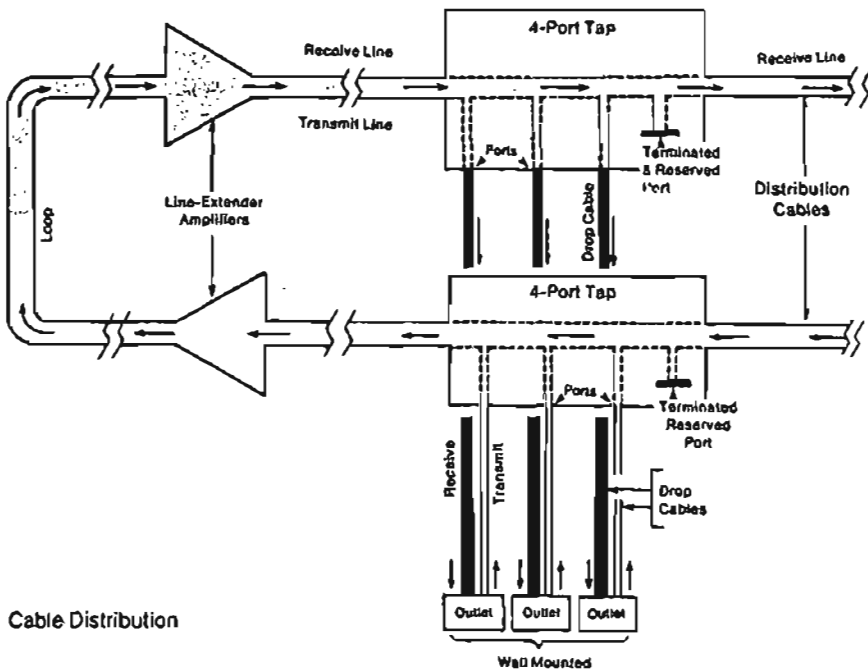 4-Port Tap
Receive Line
Receive Line
Transmit Line
Ports
Terminated
& Reserved
Port
Line-Extender
Amplifiers
Loop
Drop Cable
Distribution
Cables
4-Port Tap
Ports
Terminated
Reserved
Port
Receive
Transmit
Drop
Cables
Outlet
Outlet
Outlet
Cable Distribution
Wall Mounted